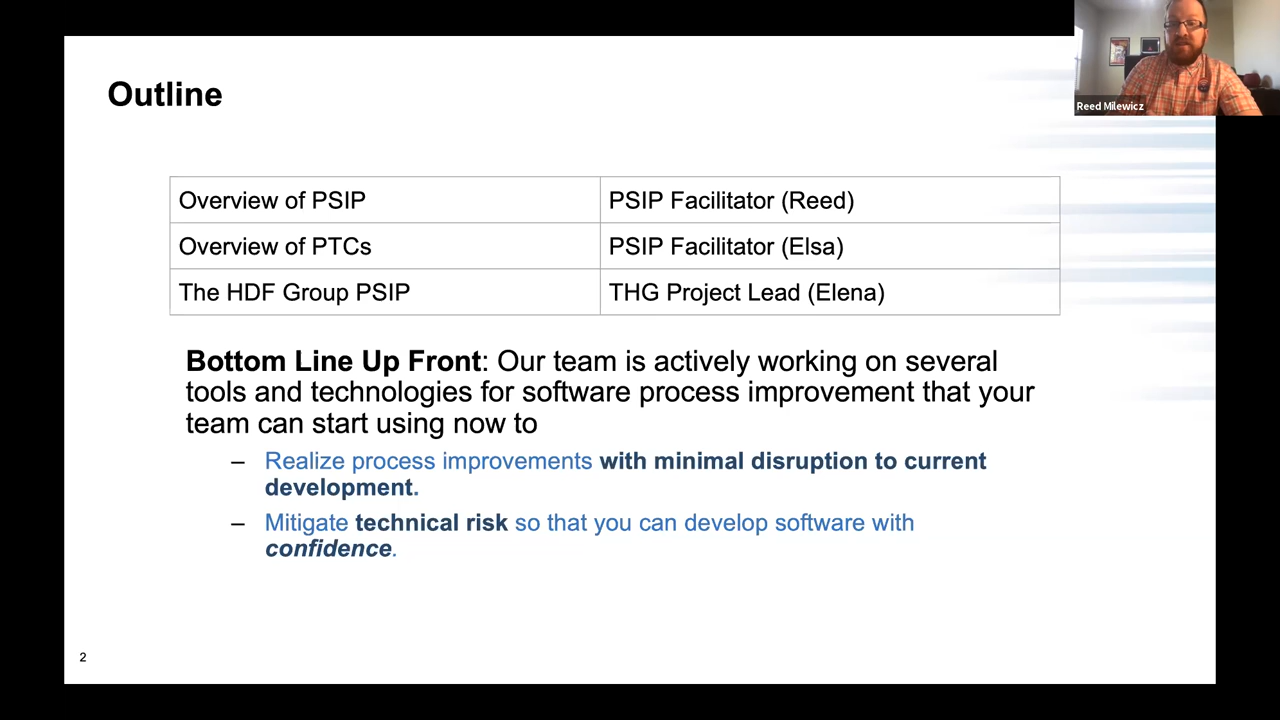 Reed Milewicz
Outline
Overview of PSIP
PSIP Facilitator (Reed)
Overview of PTCs
PSIP Facilitator (Elsa)
The HDF Group PSIP
THG Project Lead (Elena)
Bottom Line Up Front: Our team is actively working on several
tools and technologies for software process improvement that your
team can start using now to
– Realize process improvements with minimal disruption to current
development.
– Mitigate technical risk so that you can develop software with
confidence.
2